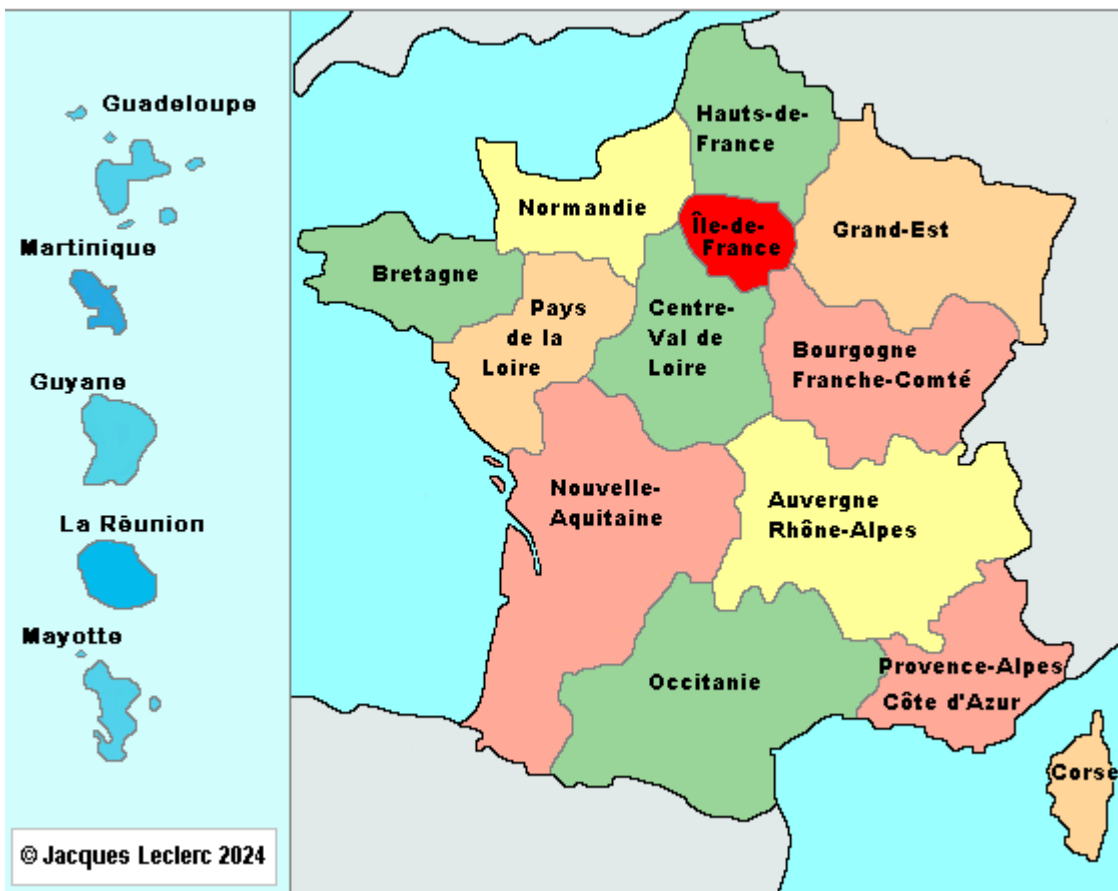 Guadeloupe
Martinique
Guyane
La Réunion
Mayotte
© Jacques Leclerc 2024
Hauts-de-
France
Normandie
Île-de-
France
Grand-Est
Bretagne
Pays
de la
Loire
Centre-
Val de
Loire
Bourgogne
Franche-Comté
Nouvelle-
Aquitaine
Auvergne
Rhône-Alpes
Occitanie
Provence-Alpes
Côte d'Azur
Corse